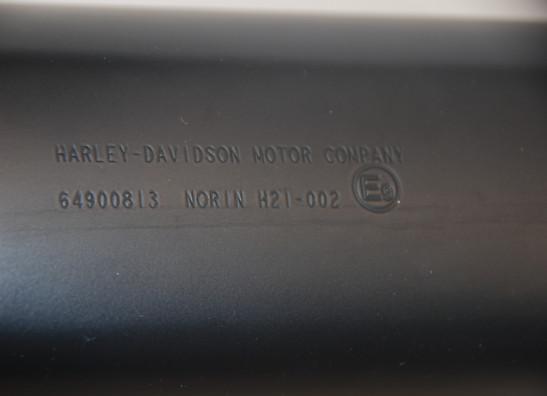 HARLEY-DAVIDSON MOTOR COMPANY
64900813 NORIN H21-002 E